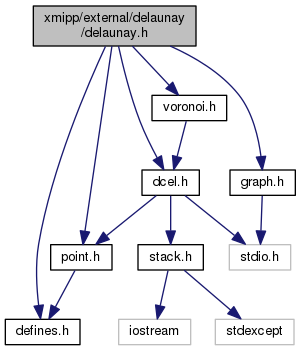 xmipp/external/delaunay
/delaunay.h
voronoi.h
dcel.h
graph.h
point.h
stack.h
stdio.h
defines.h
iostream
stdexcept